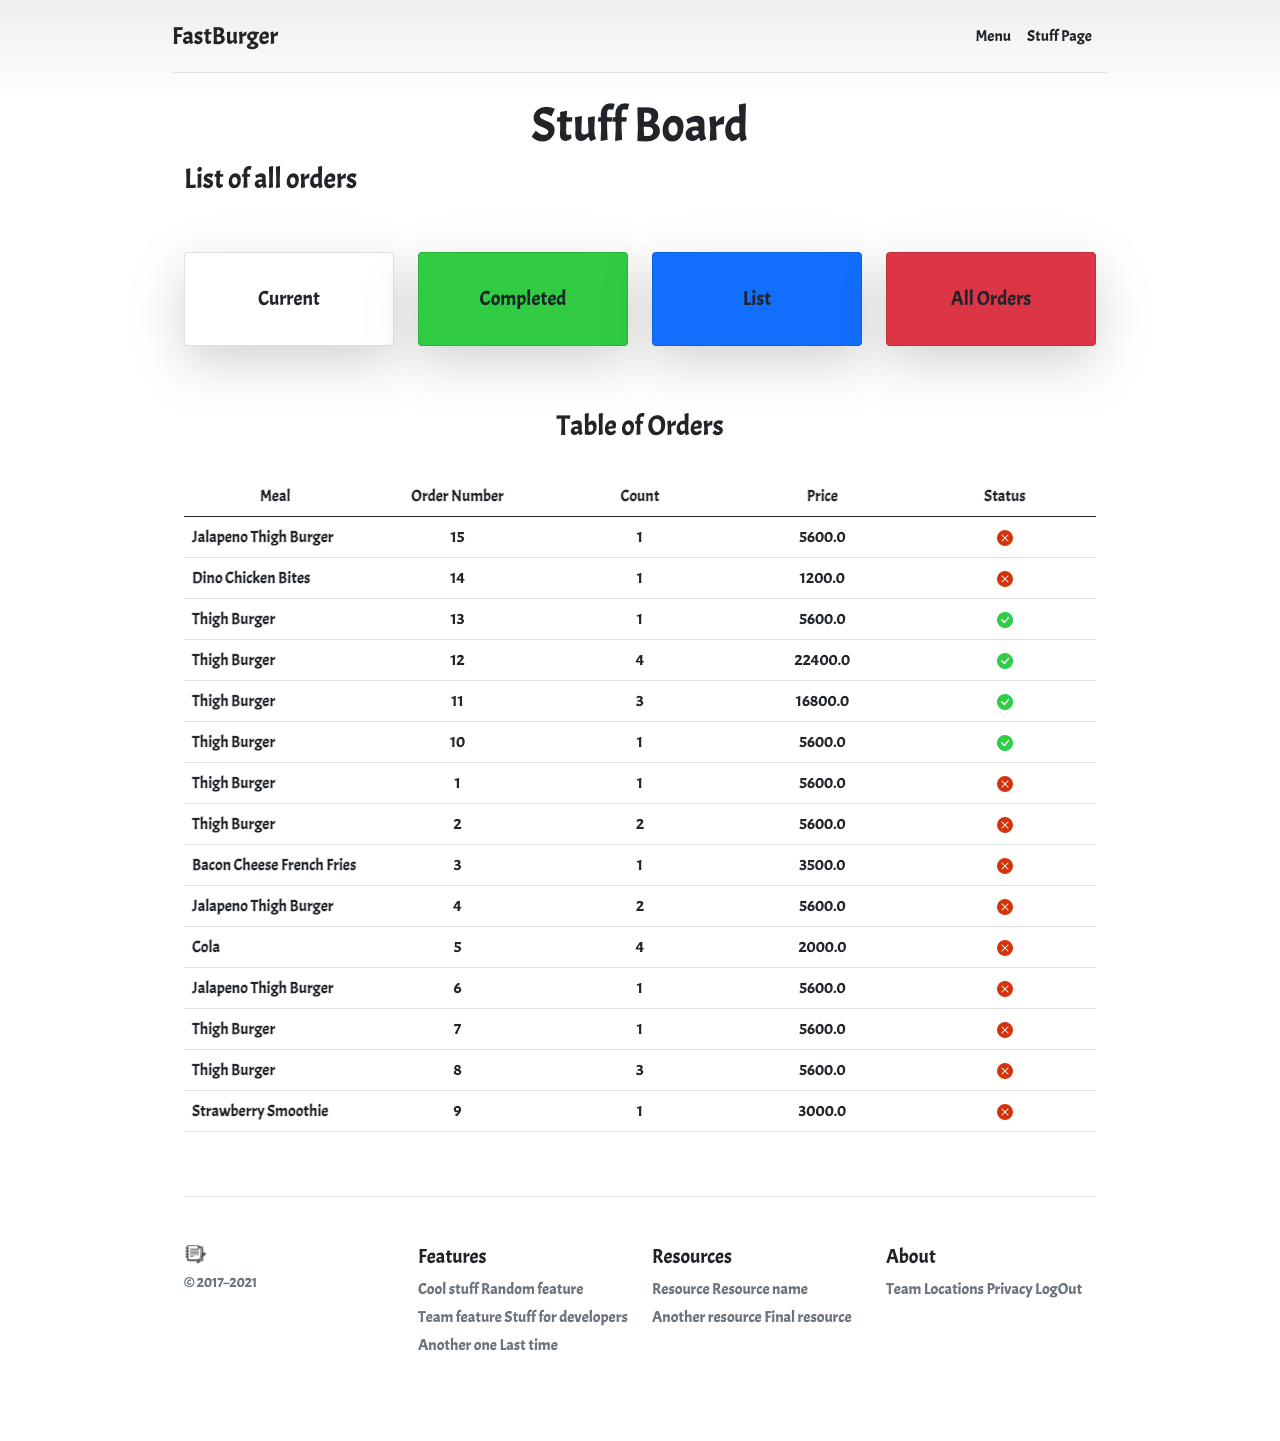 FastBurger
Menu Stuff Page
Stuff Board
List of all orders
Current Completed List All Orders
Table of Orders
Meal Order Number Count Price Status
Jalapeno Thigh Burger 15 1 5600.0
Dino Chicken Bites 14 1 1200.0
Thigh Burger 13 1 5600.0
Thigh Burger 12 4 22400.0
Thigh Burger 11 3 16800.0
Thigh Burger 10 1 5600.0
Thigh Burger 1 1 5600.0
Thigh Burger 2 2 5600.0
Bacon Cheese French Fries 3 1 3500.0
Jalapeno Thigh Burger 4 2 5600.0
Cola 5 4 2000.0
Jalapeno Thigh Burger 6 1 5600.0
Thigh Burger 7 1 5600.0
Thigh Burger 8 3 5600.0
Strawberry Smoothie 9 1 3000.0
© 2017–2021
Features
Cool stuff Random feature
Team feature Stuff for developers
Another one Last time
Resources
Resource Resource name
Another resource Final resource
About
Team Locations Privacy LogOut